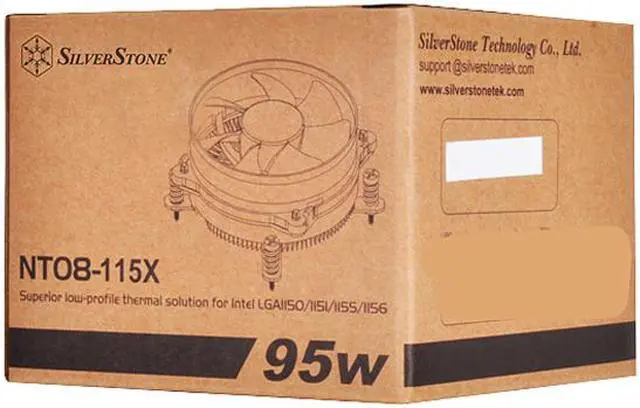 SILVERSTONE®
NT08-115X
Superior low-profile thermal solution for Intel LGA1150/1151/1155/1156
95w
SilverStone Technology Co., Ltd.
support@silverstonetek.com
www.silverstonetek.com